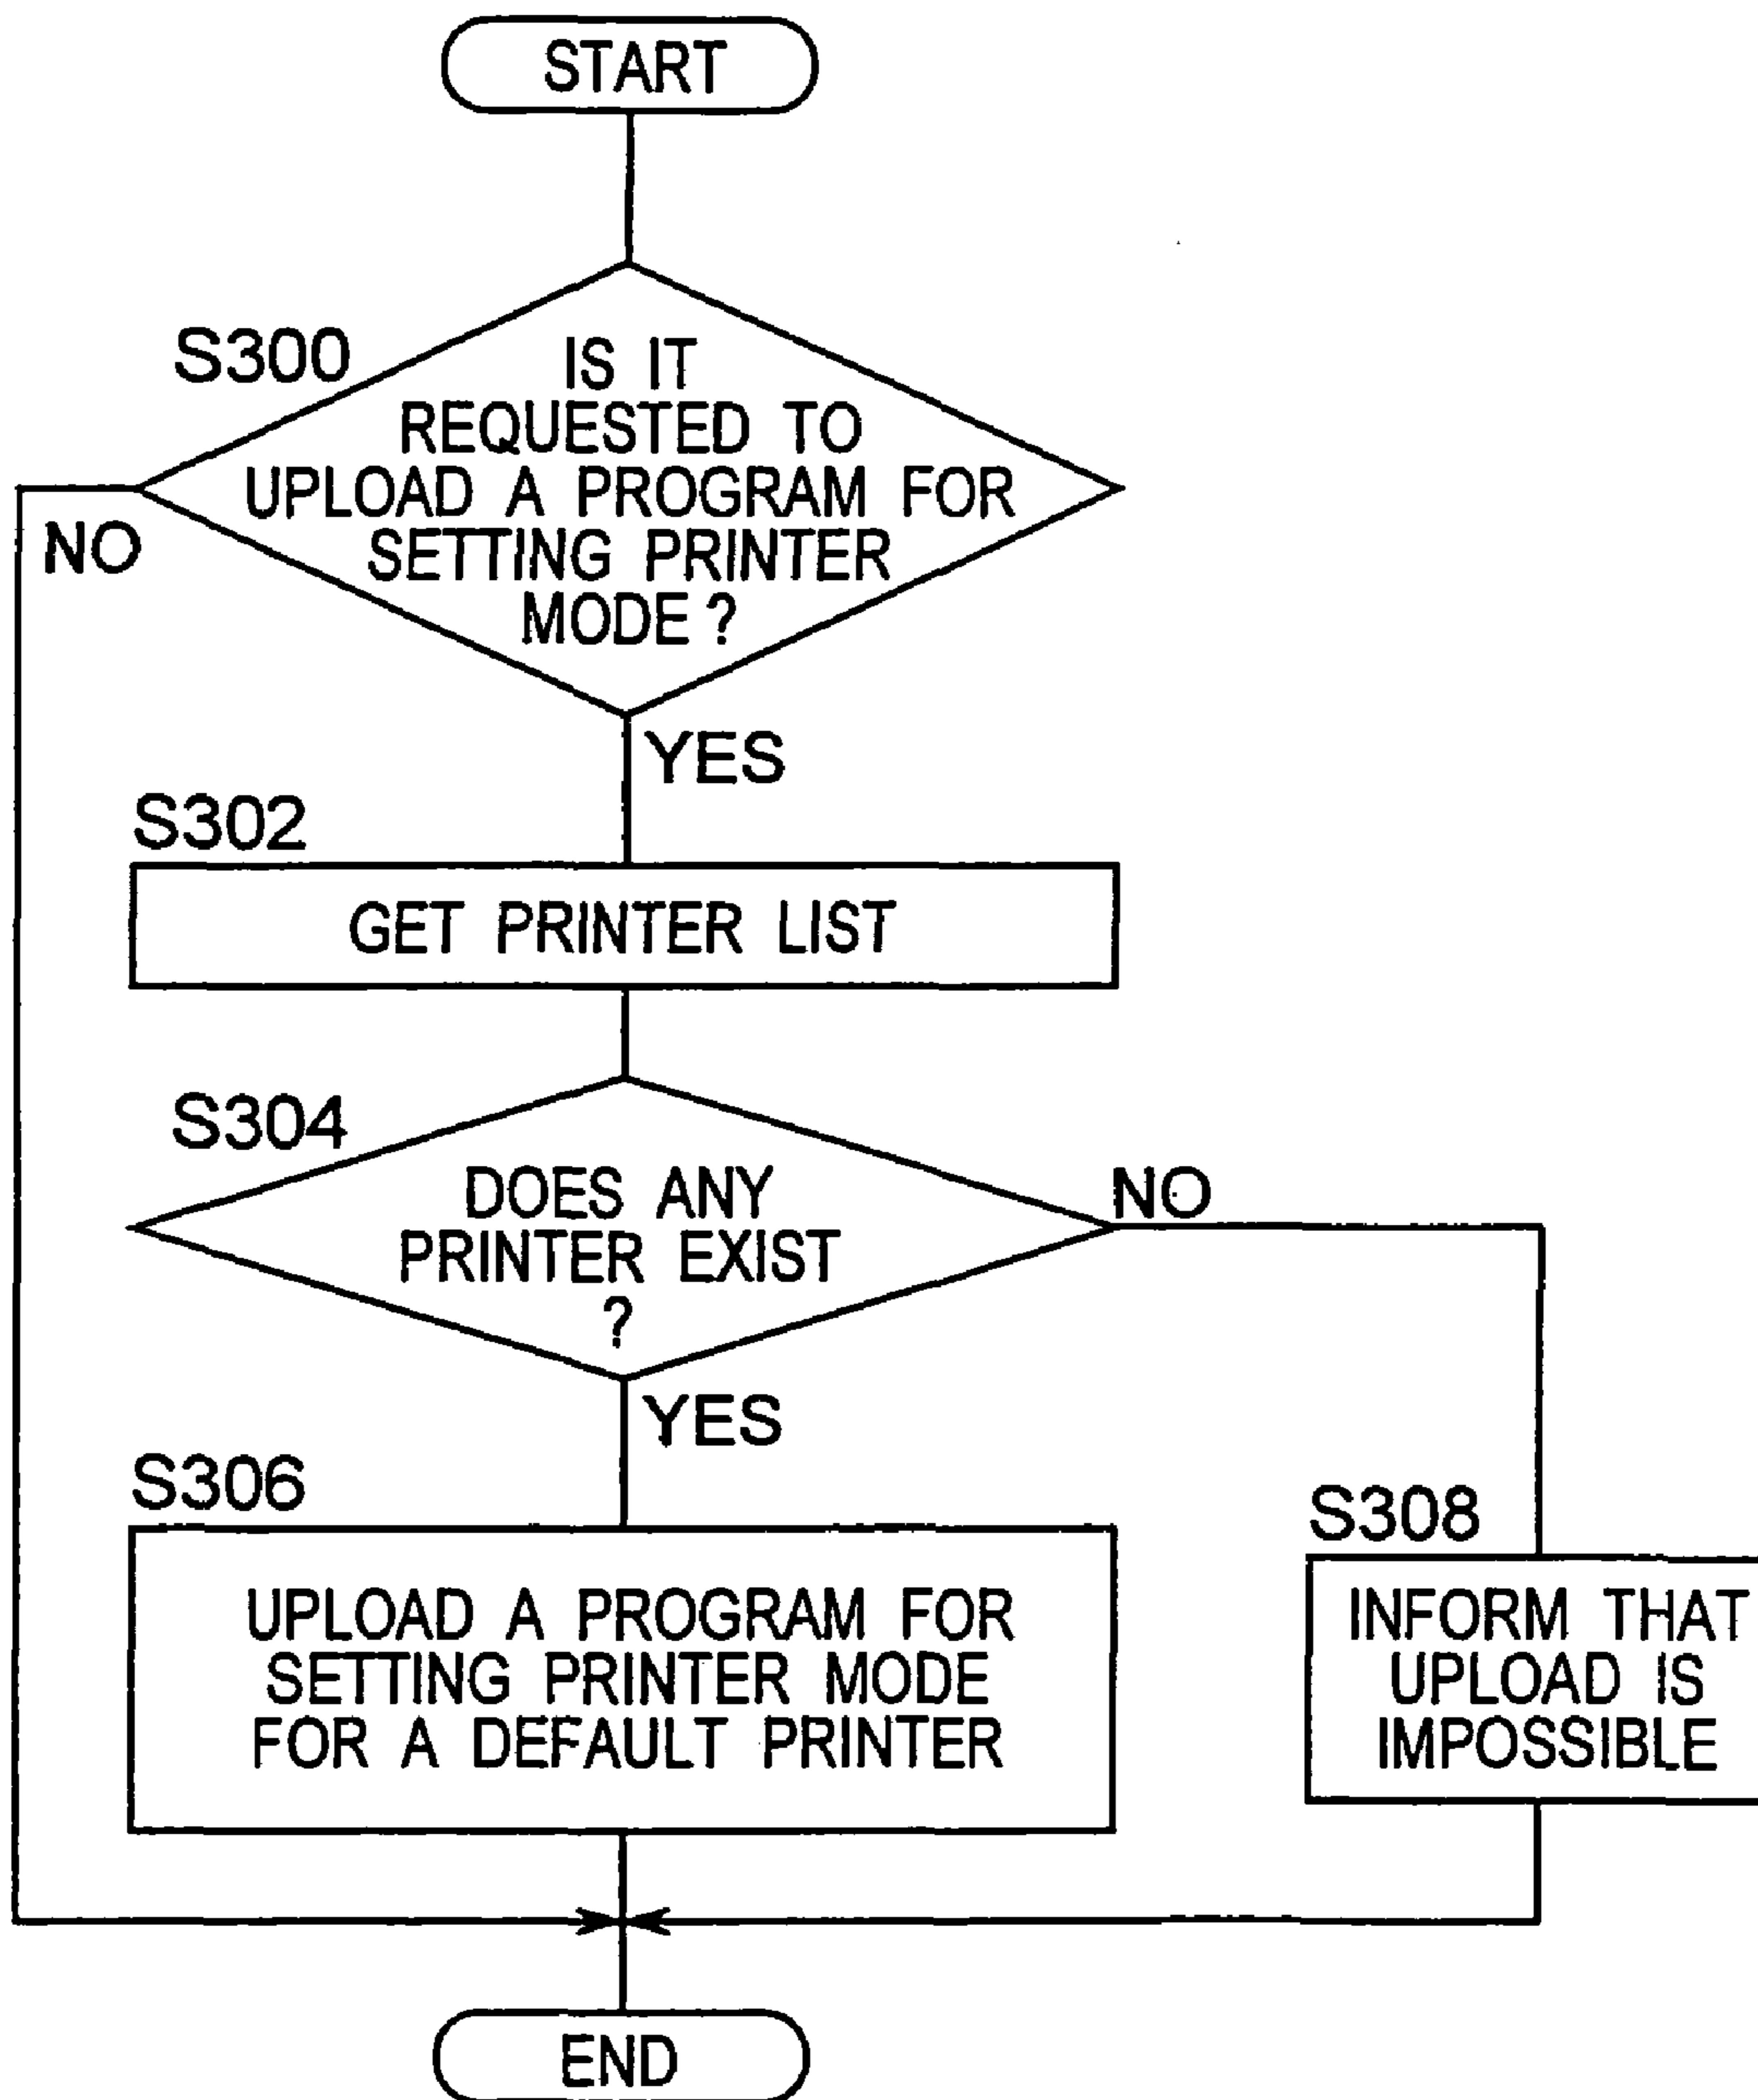 START
S300
IS IT
REQUESTED TO
UPLOAD A PROGRAM FOR
SETTING PRINTER
MODE ?
NO
YES
S302
GET PRINTER LIST
S304
DOES ANY
PRINTER EXIST
?
NO
YES
S306
UPLOAD A PROGRAM FOR
SETTING PRINTER MODE
FOR A DEFAULT PRINTER
S308
INFORM THAT
UPLOAD IS
IMPOSSIBLE
END